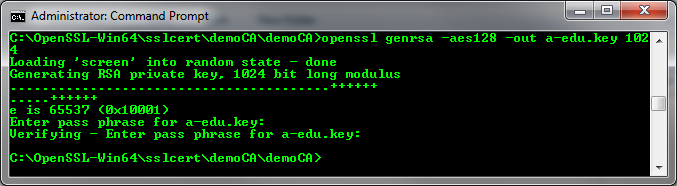 Administrator: Command Prompt
C:\OpenSSL-Win64\sslcert\demoCA\demoCA>openssl genrsa -aes128 -out a-edu.key 102
4
Loading 'screen' into random state - done
Generating RSA private key, 1024 bit long modulus
........................................++++++
.....++++++
e is 65537 (0x10001)
Enter pass phrase for a-edu.key:
Verifying - Enter pass phrase for a-edu.key:
C:\OpenSSL-Win64\sslcert\demoCA\demoCA>